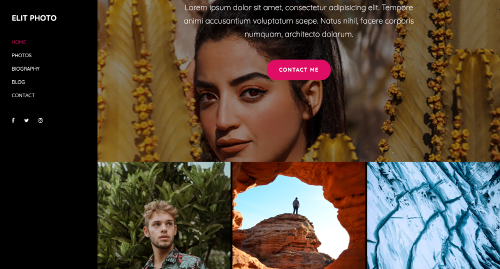 ELIT PHOTO
HOME
PHOTOS
BIOGRAPHY
BLOG
CONTACT
Lorem ipsum dolor sit amet, consectetur adipisicing elit. Tempore
animi accusantium voluptatum saepe. Natus nihil, facere corporis
numquam, architecto dolorum.
CONTACT ME